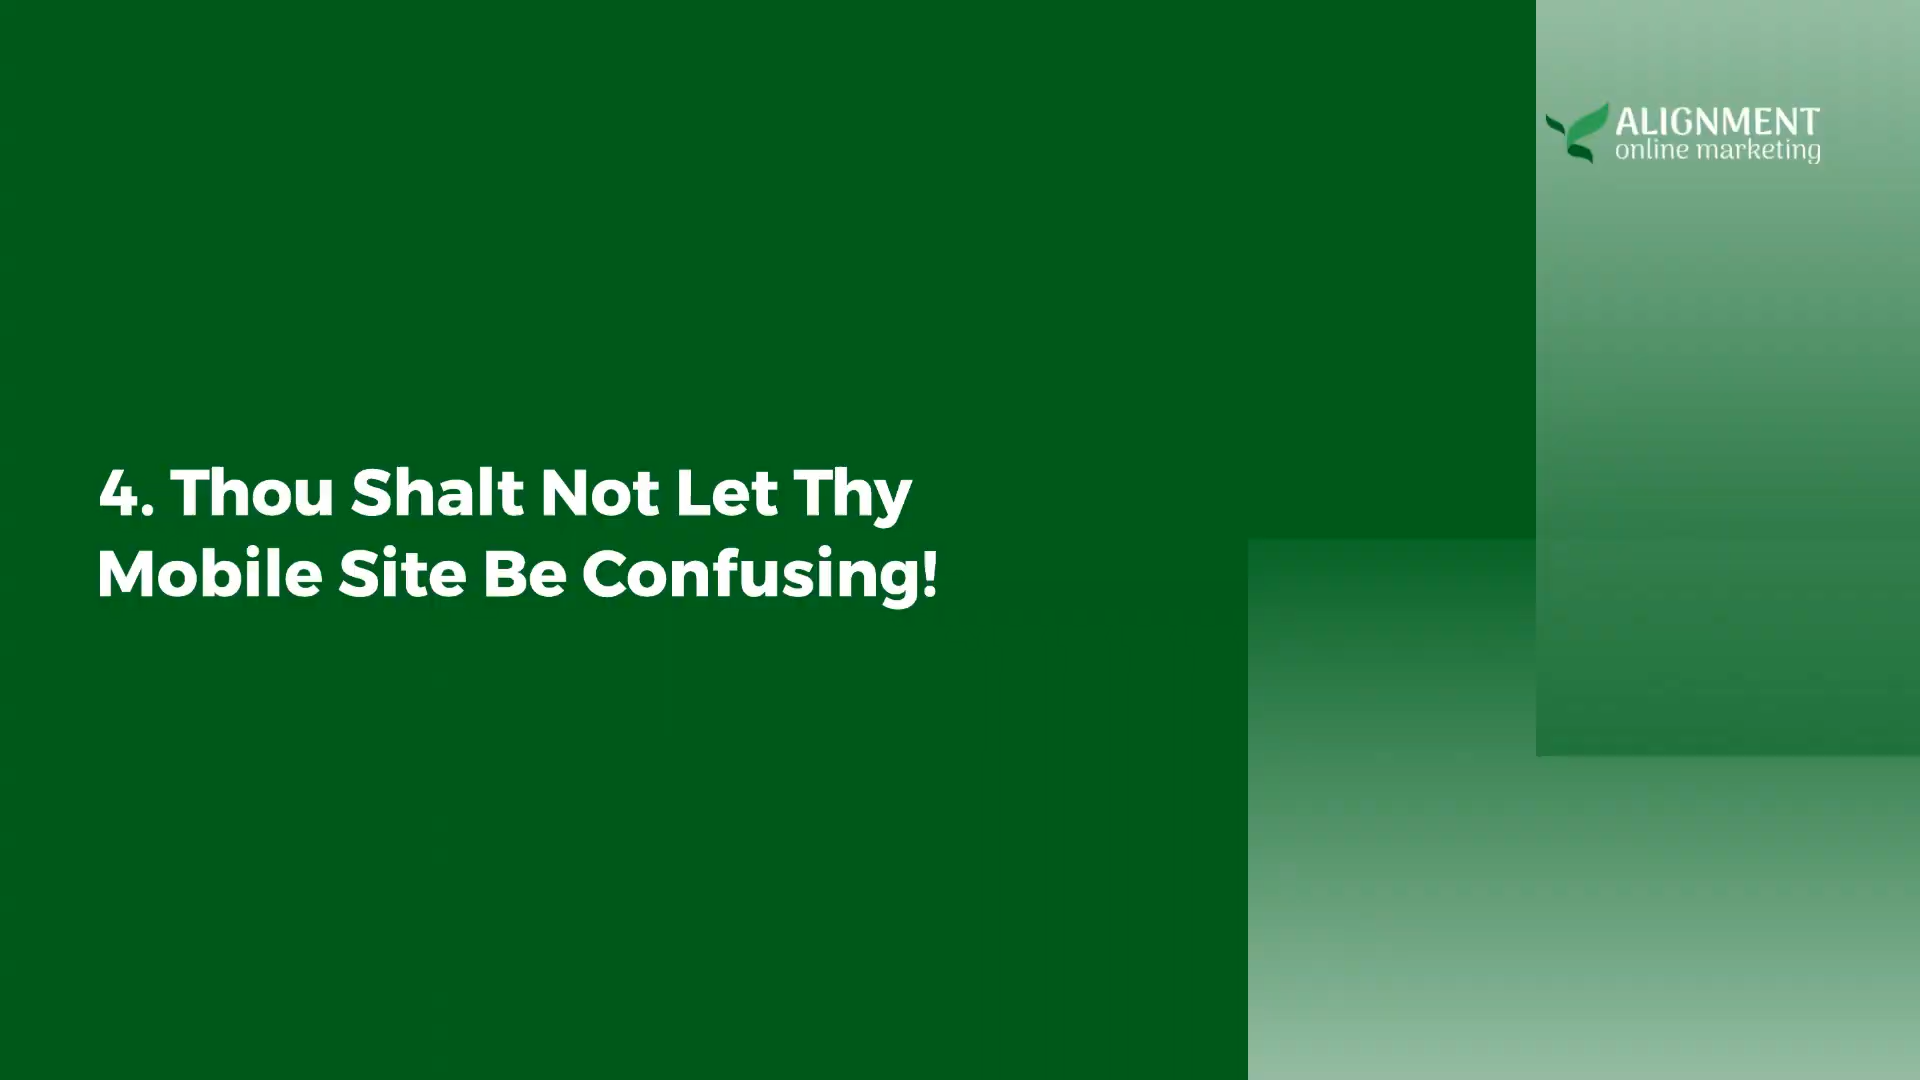 ALIGNMENT
online marketing
4. Thou Shalt Not Let Thy
Mobile Site Be Confusing!